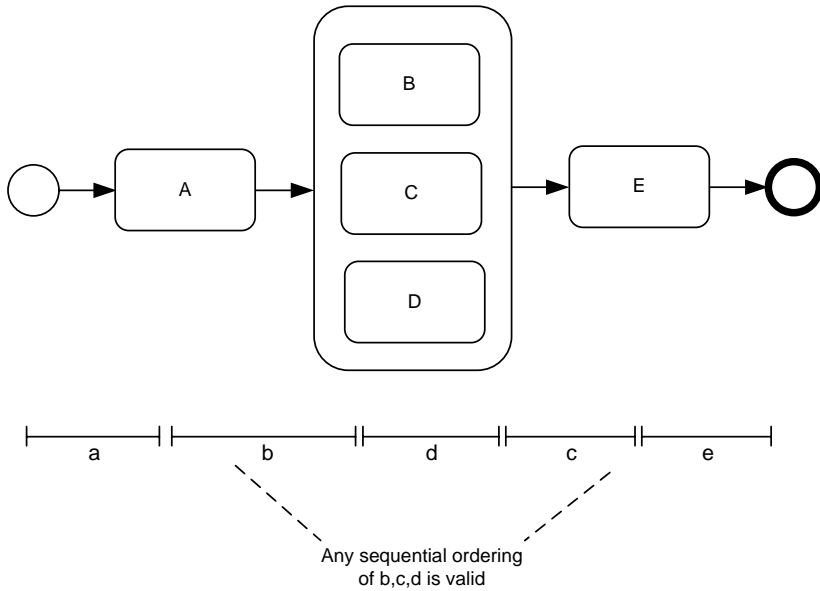 B
A
C
E
D
a
b
d
c
e
Any sequential ordering
of b,c,d is valid